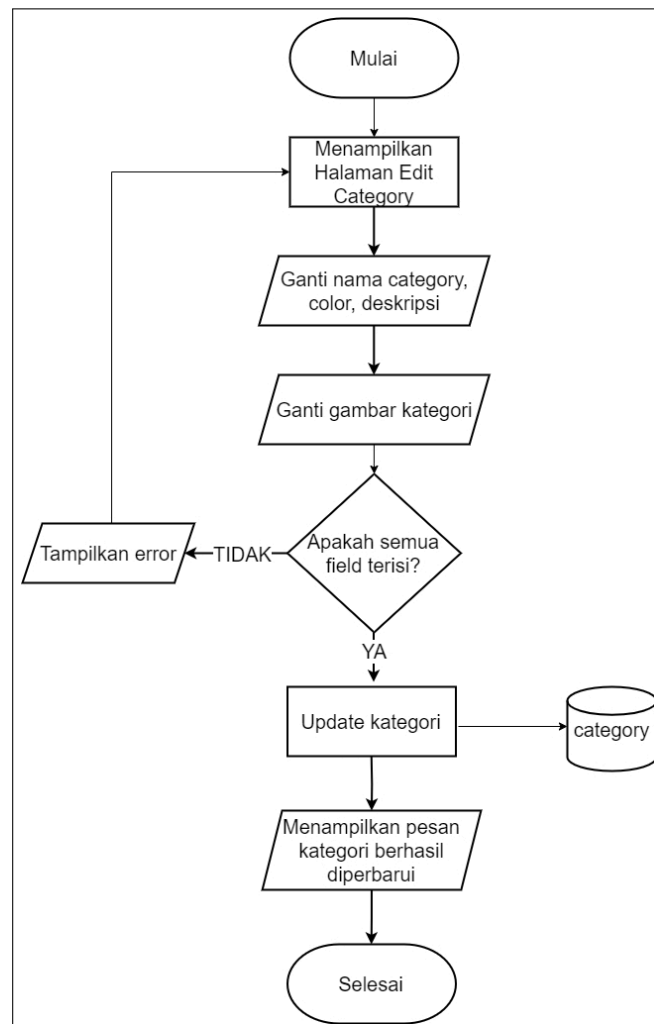 Mulai
Menampilkan
Halaman Edit
Category
Ganti nama category,
color, deskripsi
Ganti gambar kategori
Apakah semua
field terisi?
TIDAK
Tampilkan error
YA
Update kategori
category
Menampilkan pesan
kategori berhasil
diperbarui
Selesai